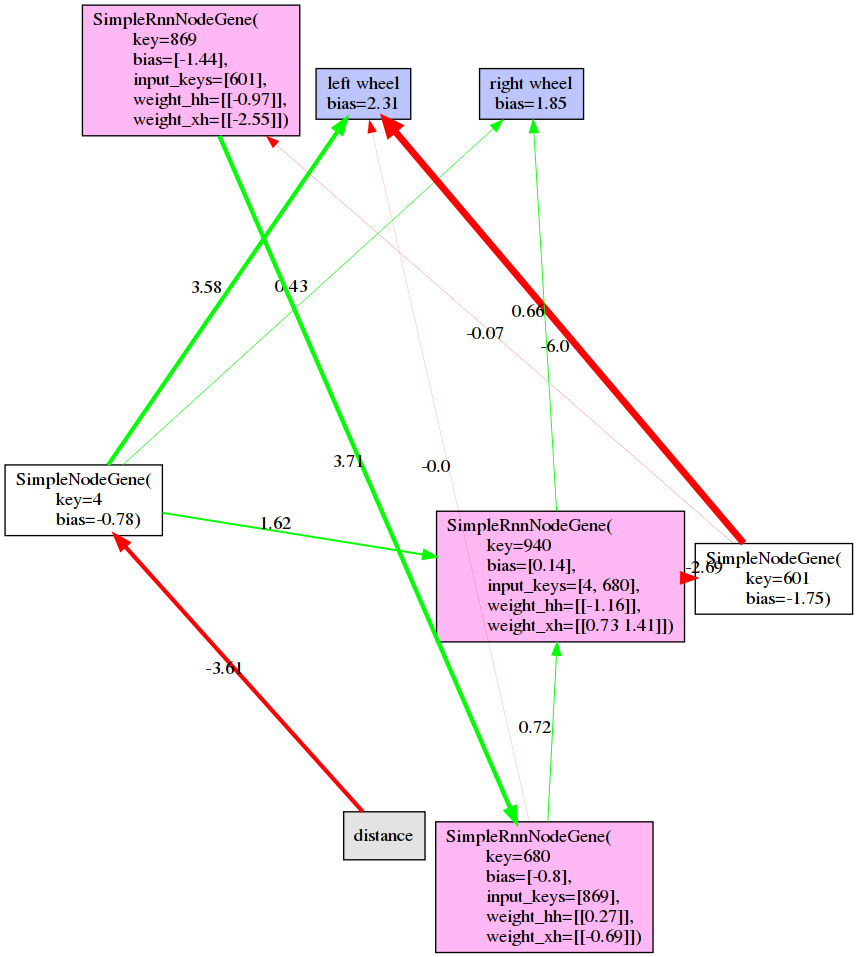 SimpleRnnNodeGene(
key=869
bias=[-1.44],
input_keys=[601],
weight_hh=[[-0.97]],
weight_xh=[[-2.55]])
left wheel
bias=2.31
right wheel
bias=1.85
3.58
0.43
0.66
-0.07
-6.0
3.71
-0.0
SimpleNodeGene(
key=4
bias=-0.78)
1.62
SimpleRnnNodeGene(
key=940
bias=[0.14],
input_keys=[4, 680],
weight_hh=[[-1.16]],
weight_xh=[[0.73 1.41]])
-2.69
SimpleNodeGene(
key=601
bias=-1.75)
-3.61
0.72
distance
SimpleRnnNodeGene(
key=680
bias=[-0.8],
input_keys=[869],
weight_hh=[[0.27]],
weight_xh=[[-0.69]])